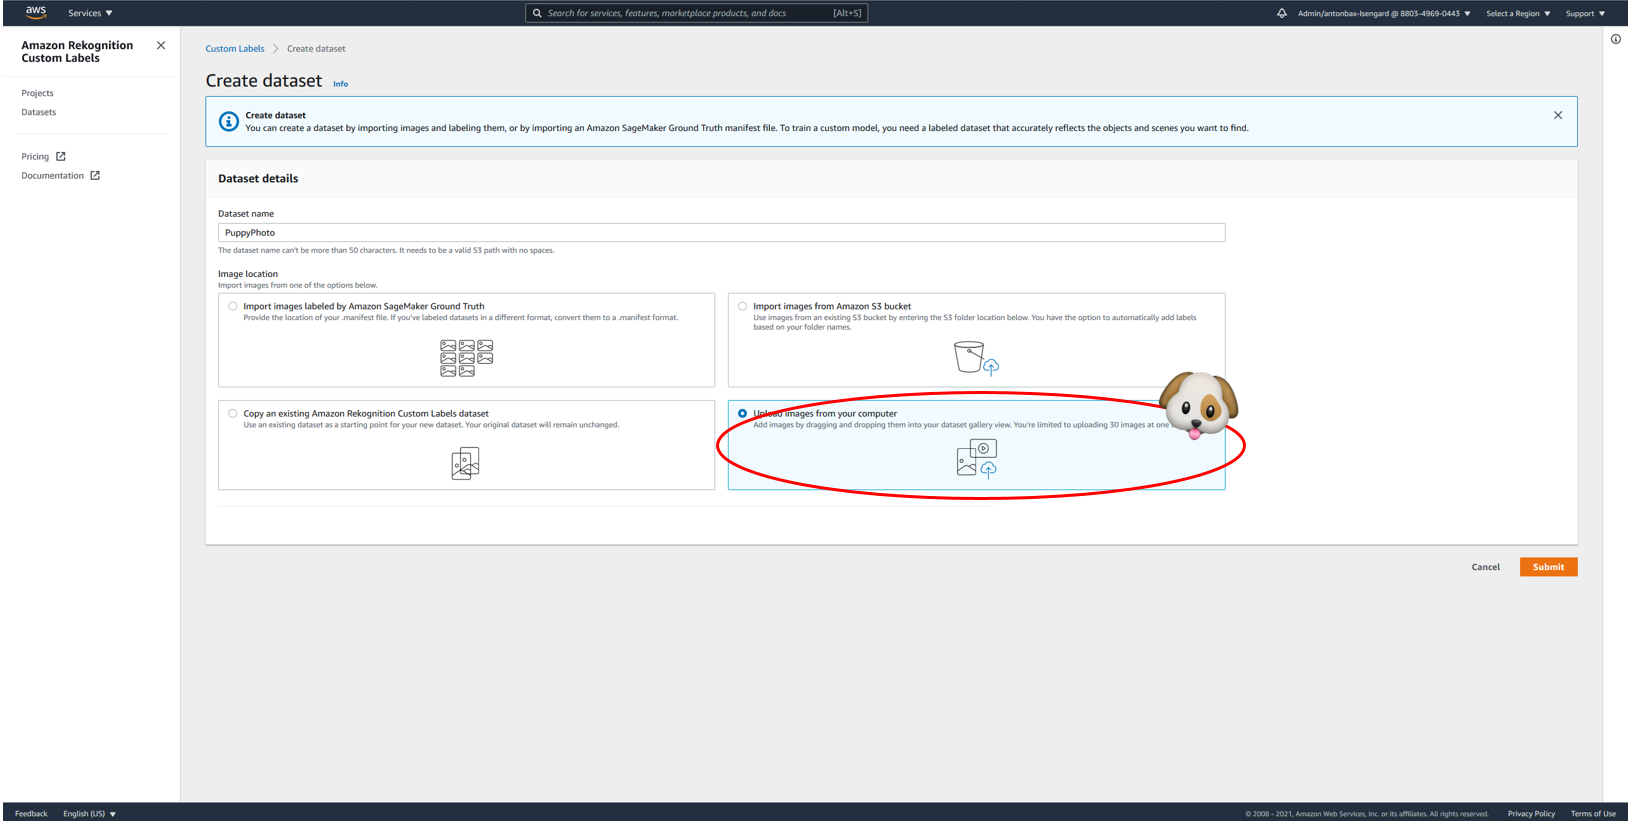 aws
Services
Search for services, features, marketplace products, and docs [Alt+S]
Admin/antonbax-Isengard @ 8803-4969-0443
Select a Region
Support
Amazon Rekognition
Custom Labels
Projects
Datasets
Pricing
Documentation
Custom Labels
Create dataset
Create dataset Info
Create dataset
You can create a dataset by importing images and labeling them, or by importing an Amazon SageMaker Ground Truth manifest file. To train a custom model, you need a labeled dataset that accurately reflects the objects and scenes you want to find.
Dataset details
Dataset name
PuppyPhoto
The dataset name can't be more than 50 characters. It needs to be a valid S3 path with no spaces.
Image location
Import images from one of the options below.
Import images labeled by Amazon SageMaker Ground Truth
Provide the location of your .manifest file. If you've labeled datasets in a different format, convert them to a .manifest format.
Import images from Amazon S3 bucket
Use images from an existing S3 bucket by entering the S3 folder location below. You have the option to automatically add labels
based on your folder names.
Copy an existing Amazon Rekognition Custom Labels dataset
Use an existing dataset as a starting point for your new dataset. Your original dataset will remain unchanged.
Upload images from your computer
Add images by dragging and dropping them into your dataset gallery view. You're limited to uploading 30 images at one
Cancel
Submit
Feedback
English (US)
© 2008 - 2021, Amazon Web Services, Inc. or its affiliates. All rights reserved.
Privacy Policy
Terms of Use